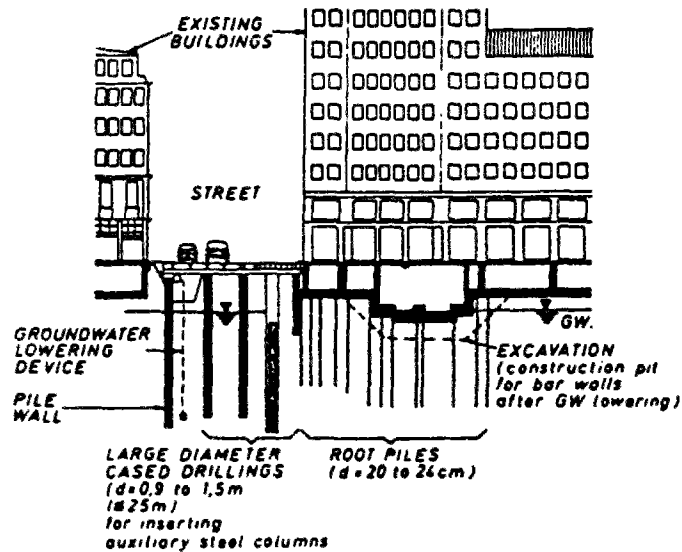 EXISTING
BUILDINGS
STREET
GW.
GROUNDWATER
LOWERING
DEVICE
EXCAVATION
(construction pit
for bar walls
after GW lowering)
PILE
WALL
LARGE DIAMETER
CASED DRILLINGS
(d=0,9 to 1,5m
l≤25m)
for inserting
auxiliary steel columns
ROOT PILES
(d=20 to 24cm)